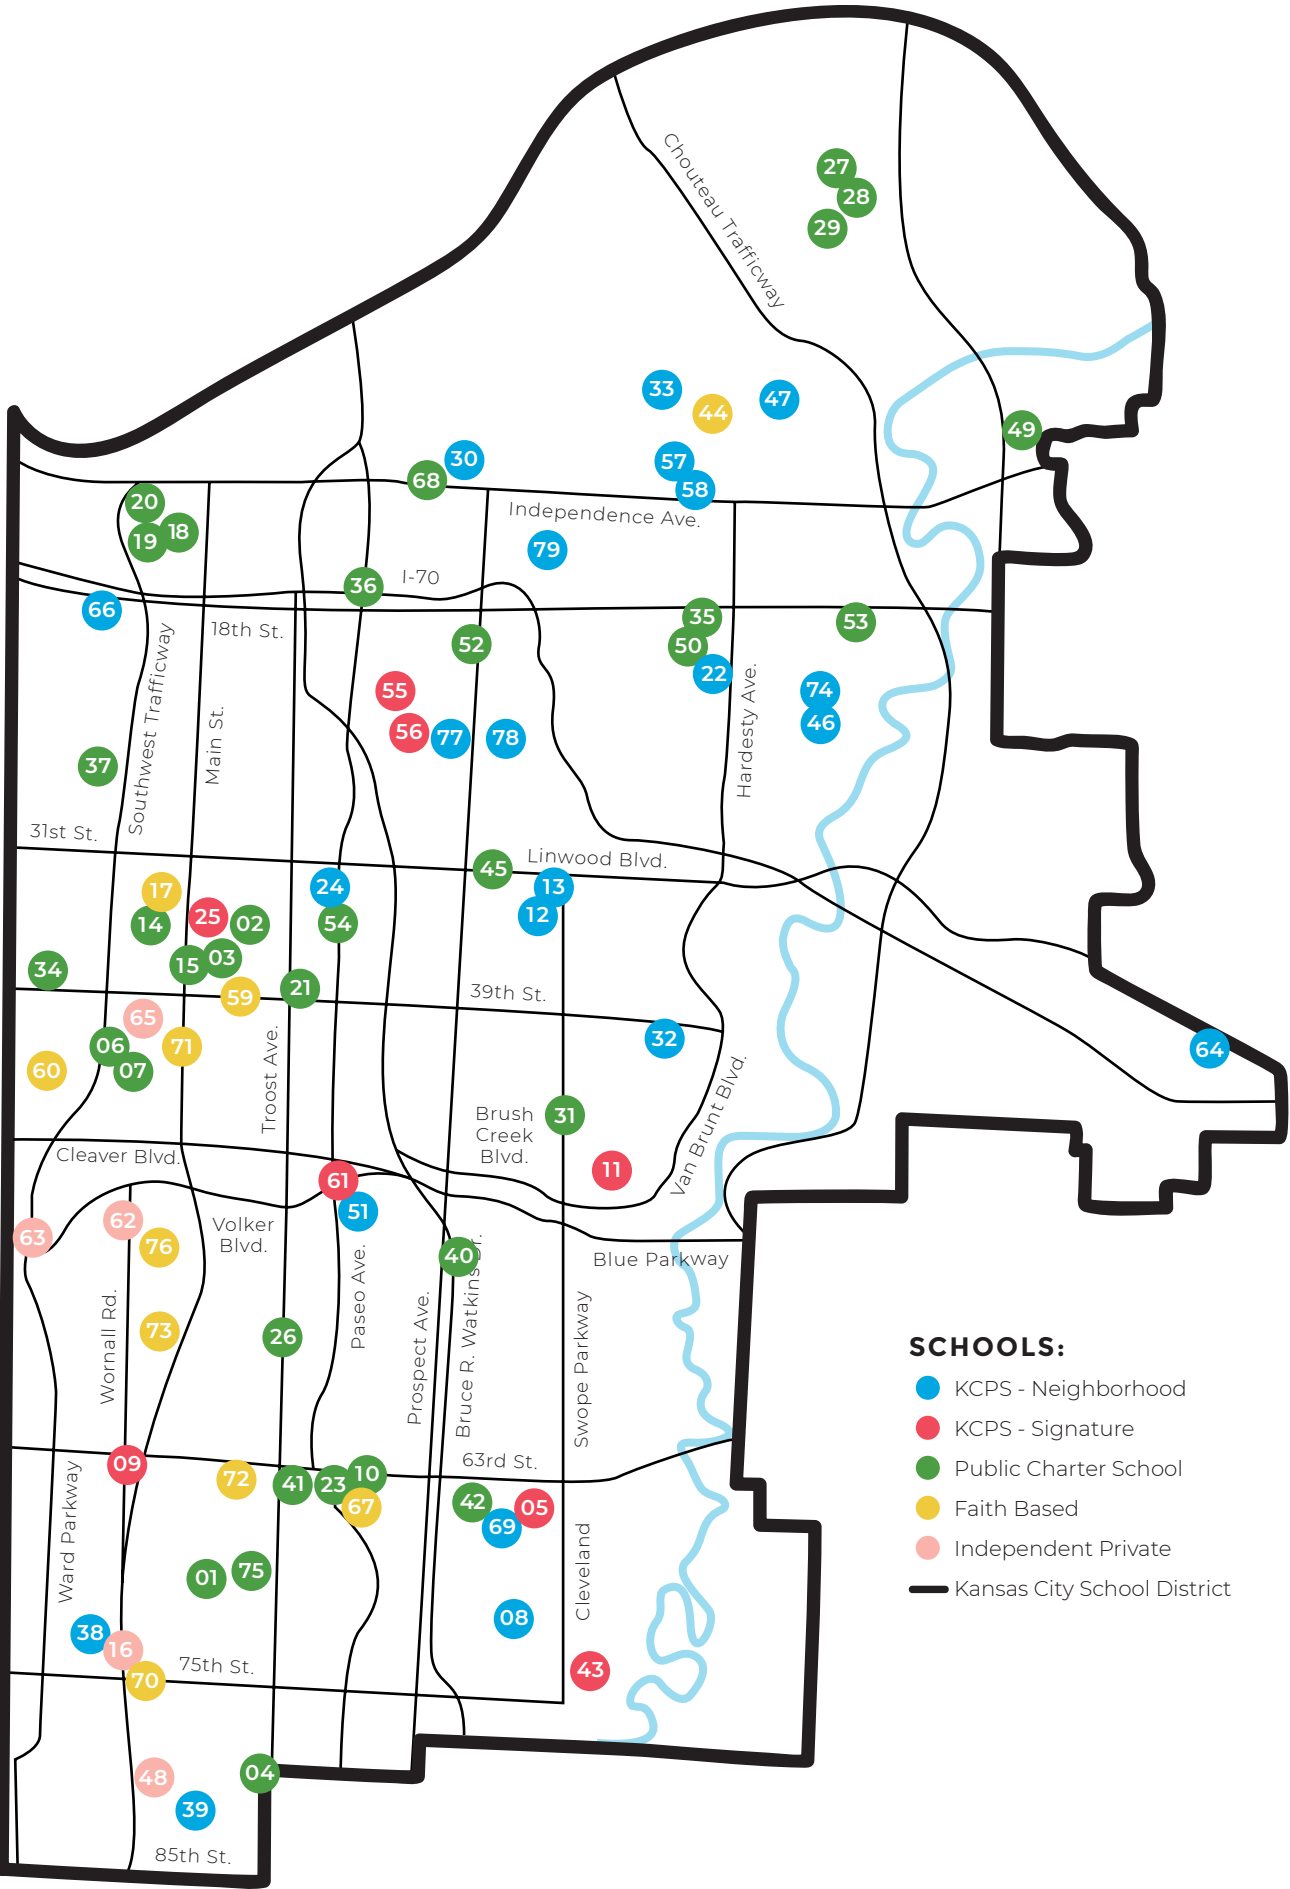 Chouteau Trafficway
27
28
29
33
44
47
49
30
68
57
58
Independence Ave.
20
19
18
79
I-70
36
66
18th St.
35
53
52
50
22
Southwest Trafficway
Main St.
Hardesty Ave.
55
74
56
77
78
46
37
31st St.
Linwood Blvd.
45
17
24
13
14
25
02
54
12
15
03
34
59
21
39th St.
65
32
06
71
07
60
Troost Ave.
Van Brunt Blvd.
64
Brush
Creek
Blvd.
31
Cleaver Blvd.
11
61
51
63
62
76
Volker
Blvd.
40
Blue Parkway
Wornall Rd.
73
26
Paseo Ave.
Prospect Ave.
Bruce R. Watkins Dr.
Swope Parkway
SCHOOLS:
KCPS - Neighborhood
KCPS - Signature
Public Charter School
Faith Based
Independent Private
Kansas City School District
09
72
41
23
10
67
63rd St.
42
05
69
Ward Parkway
Cleveland
01
75
08
38
16
70
75th St.
43
48
04
39
85th St.